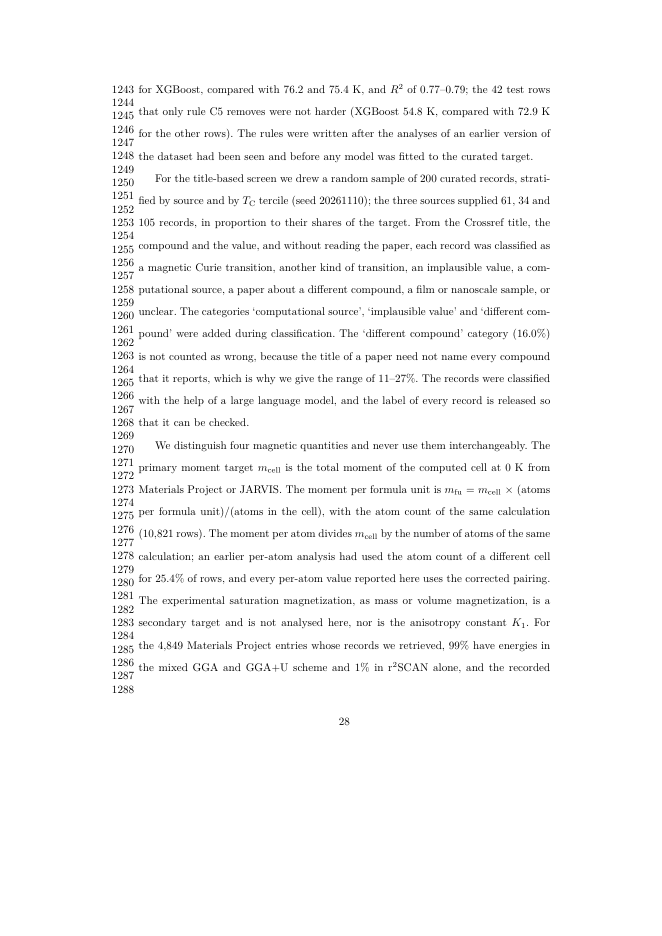 1243 for XGBoost, compared with 76.2 and 75.4 K, and R² of 0.77–0.79; the 42 test rows
1244
1245 that only rule C5 removes were not harder (XGBoost 54.8 K, compared with 72.9 K
1246 for the other rows). The rules were written after the analyses of an earlier version of
1247
1248 the dataset had been seen and before any model was fitted to the curated target.
1249
1250 For the title-based screen we drew a random sample of 200 curated records, strati-
1251 fied by source and by T_C tercile (seed 20261110); the three sources supplied 61, 34 and
1252
1253 105 records, in proportion to their shares of the target. From the Crossref title, the
1254
1255 compound and the value, and without reading the paper, each record was classified as
1256 a magnetic Curie transition, another kind of transition, an implausible value, a com-
1257
1258 putational source, a paper about a different compound, a film or nanoscale sample, or
1259
1260 unclear. The categories ‘computational source’, ‘implausible value’ and ‘different com-
1261 pound’ were added during classification. The ‘different compound’ category (16.0%)
1262
1263 is not counted as wrong, because the title of a paper need not name every compound
1264
1265 that it reports, which is why we give the range of 11–27%. The records were classified
1266 with the help of a large language model, and the label of every record is released so
1267
1268 that it can be checked.
1269
1270 We distinguish four magnetic quantities and never use them interchangeably. The
1271 primary moment target m_cell is the total moment of the computed cell at 0 K from
1272
1273 Materials Project or JARVIS. The moment per formula unit is m_fu = m_cell × (atoms
1274
1275 per formula unit)/(atoms in the cell), with the atom count of the same calculation
1276 (10,821 rows). The moment per atom divides m_cell by the number of atoms of the same
1277
1278 calculation; an earlier per-atom analysis had used the atom count of a different cell
1279
1280 for 25.4% of rows, and every per-atom value reported here uses the corrected pairing.
1281 The experimental saturation magnetization, as mass or volume magnetization, is a
1282
1283 secondary target and is not analysed here, nor is the anisotropy constant K₁. For
1284
1285 the 4,849 Materials Project entries whose records we retrieved, 99% have energies in
1286 the mixed GGA and GGA+U scheme and 1% in r²SCAN alone, and the recorded
1287
1288
28